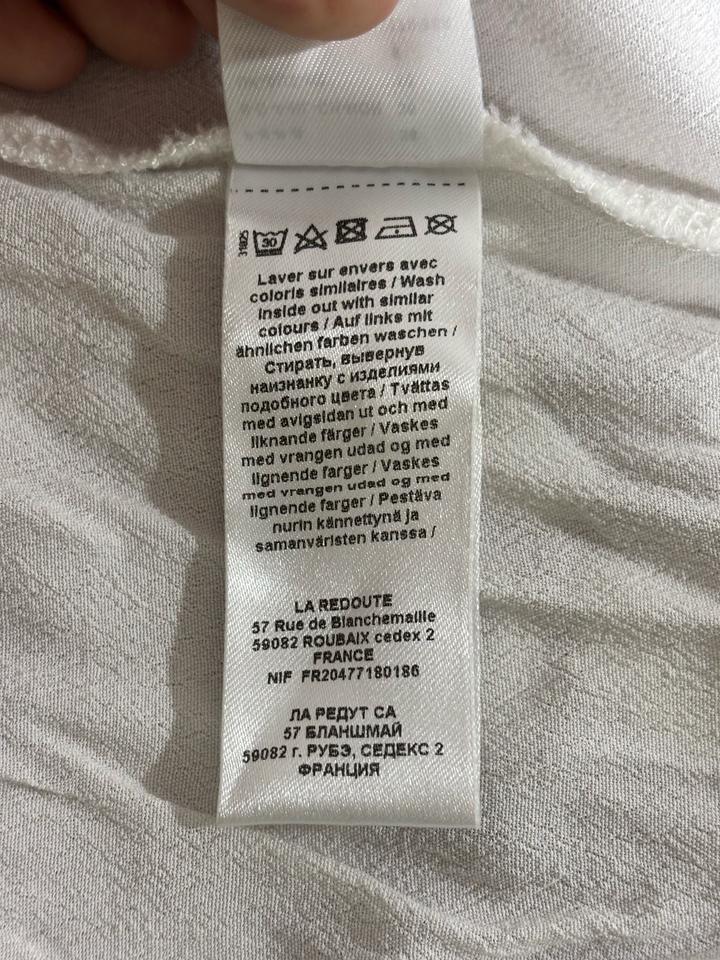 31825
30
Laver sur envers avec
coloris similaires / Wash
inside out with similar
colours / Auf links mit
ähnlichen farben waschen /
Стирать, вывернув
наизнанку с изделиями
подобного цвета / Tvättas
med avigsidan ut och med
liknande färger / Vaskes
med vrangen udad og med
lignende farger / Vaskes
med vrangen udad og med
lignende farger / Pestäva
nurin kännettynä ja
samanväristen kanssa /
LA REDOUTE
57 Rue de Blanchemaille
59082 ROUBAIX cedex 2
FRANCE
NIF FR20477180186
ЛА РЕДУТ СА
57 БЛАНШМАЙ
59082 г. РУБЭ, СЕДЕКС 2
ФРАНЦИЯ